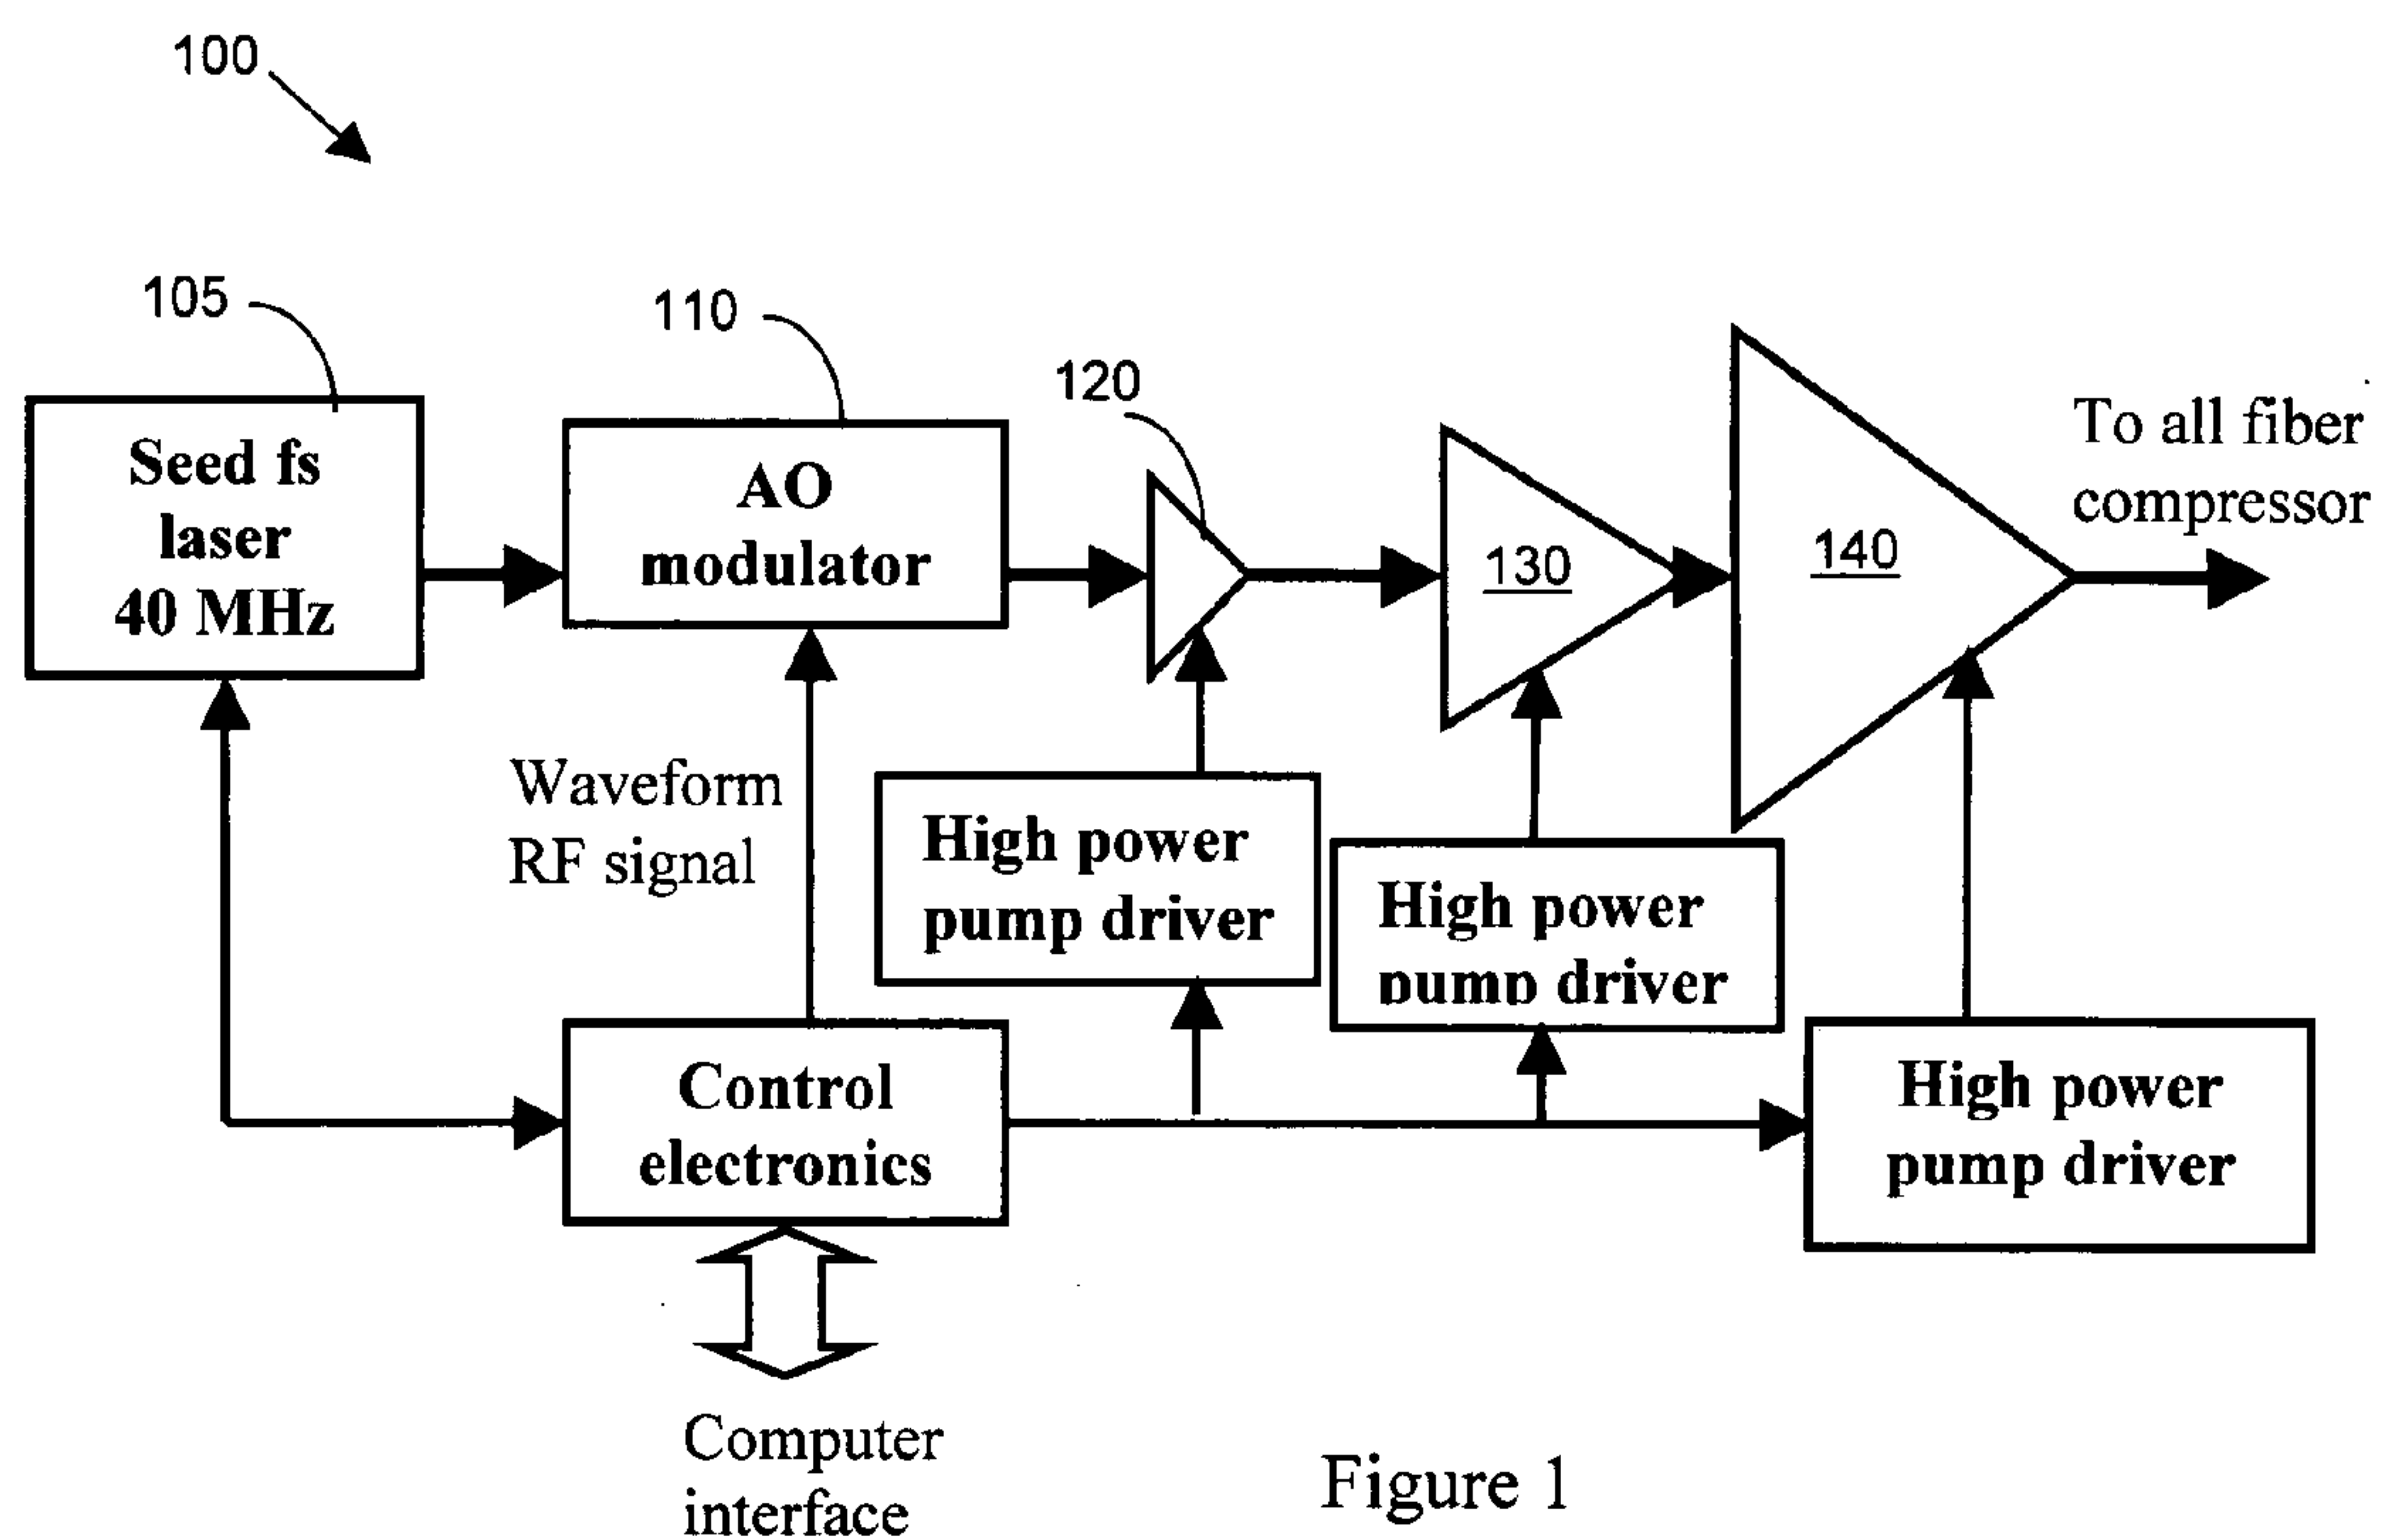 100
105
110
120
Seed fs
laser
40 MHz
AO
modulator
130
140
To all fiber
compressor
Waveform
RF signal
High power
pump driver
High power
pump driver
High power
pump driver
Control
electronics
Computer
interface
Figure 1